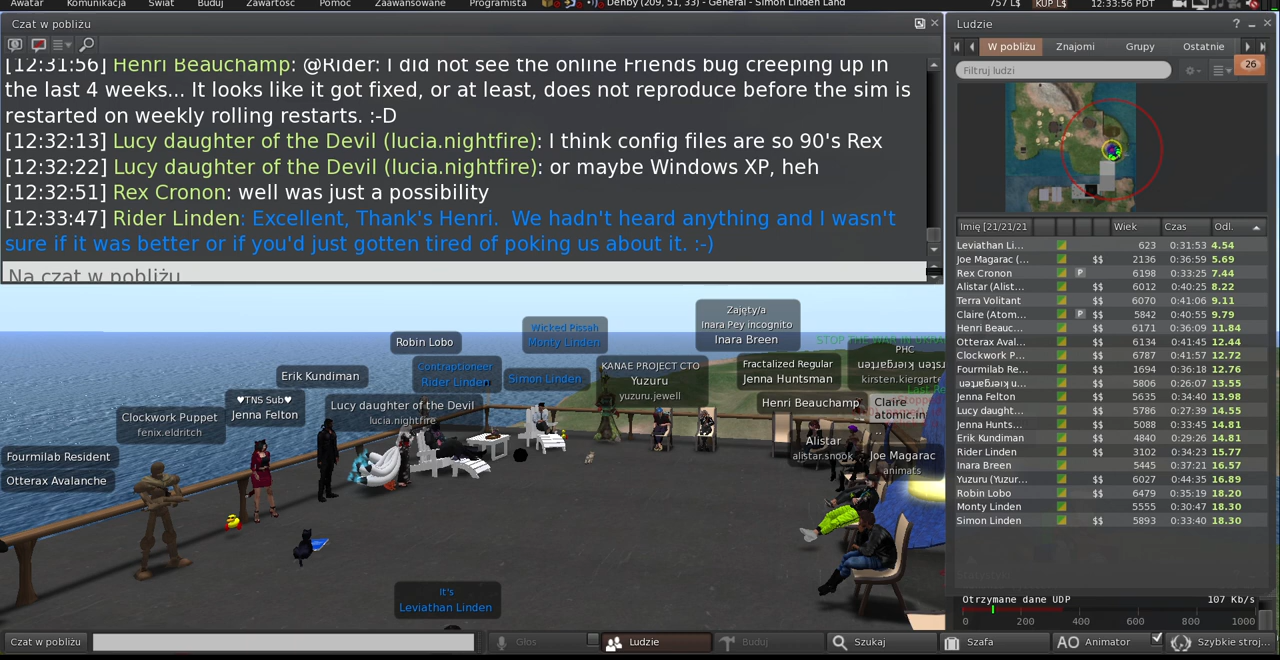 Awatar Komunikacja Świat Buduj Zawartość Pomoc Zaawansowane Programista Denby (209, 51, 33) - General - Simon Linden Land 757 L$ KUP L$ 12:33:56 PDT
Czat w pobliżu
[12:31:56] Henri Beauchamp: @Rider: I did not see the online Friends bug creeping up in
the last 4 weeks... It looks like it got fixed, or at least, does not reproduce before the sim is
restarted on weekly rolling restarts. :-D
[12:32:13] Lucy daughter of the Devil (lucia.nightfire): I think config files are so 90's Rex
[12:32:22] Lucy daughter of the Devil (lucia.nightfire): or maybe Windows XP, heh
[12:32:51] Rex Cronon: well was just a possibility
[12:33:47] Rider Linden: Excellent, Thank's Henri.  We hadn't heard anything and I wasn't
sure if it was better or if you'd just gotten tired of poking us about it. :-)
Na czat w pobliżu
Zajęty/a
Inara Pey incognito
Inara Breen
Wicked Pissah
Monty Linden
Robin Lobo
STOP THE WAR IN
PHC
kirsten.kiergarte
Fractalized Regular
Jenna Huntsman
KANAE PROJECT CTO
Yuzuru
yuzuru.jewell
Contraptioneer
Rider Linden
Simon Linden
Erik Kundiman
♥TNS Sub♥
Jenna Felton
Lucy daughter of the Devil
lucia.nightfire
Henri Beauchamp
Claire
atomic.in
...
Clockwork Puppet
fenix.eldritch
Alistar
alistar.snook
Joe Magarac
animats
Fourmilab Resident
Otterax Avalanche
It's
Leviathan Linden
Ludzie
W pobliżu Znajomi Grupy Ostatnie
Filtruj ludzi
26
Imię [21/21/21 Wiek Czas Odl.
Leviathan Li... 623 0:31:53 4.54
Joe Magarac (... $$ 2136 0:36:59 5.69
Rex Cronon P 6198 0:33:25 7.44
Alistar (Alist... $$ 6012 0:40:25 8.22
Terra Volitant $$ 6070 0:41:06 9.11
Claire (Atom... P $$ 5842 0:40:55 9.79
Henri Beauc... $$ 6171 0:36:09 11.84
Otterax Aval... $$ 6134 0:41:45 12.44
Clockwork P... $$ 6787 0:41:57 12.72
Fourmilab Re... $$ 1694 0:36:18 12.76
$$ 5806 0:26:07 13.55
Jenna Felton $$ 5635 0:34:40 13.98
Lucy daught... $$ 5786 0:27:39 14.55
Jenna Hunts... $$ 5088 0:33:45 14.81
Erik Kundiman $$ 4840 0:29:26 14.81
Rider Linden $$ 3102 0:34:23 15.77
Inara Breen 5445 0:37:21 16.57
Yuzuru (Yuzur... $$ 6027 0:44:35 16.89
Robin Lobo $$ 6479 0:35:19 18.20
Monty Linden 5555 0:30:47 18.30
Simon Linden $$ 5893 0:33:40 18.30
Otrzymane dane UDP 107 Kb/s
0 200 400 600 800 1000
Czat w pobliżu Głos Ludzie Buduj Szukaj Szafa AO Animator Szybkie stroj...